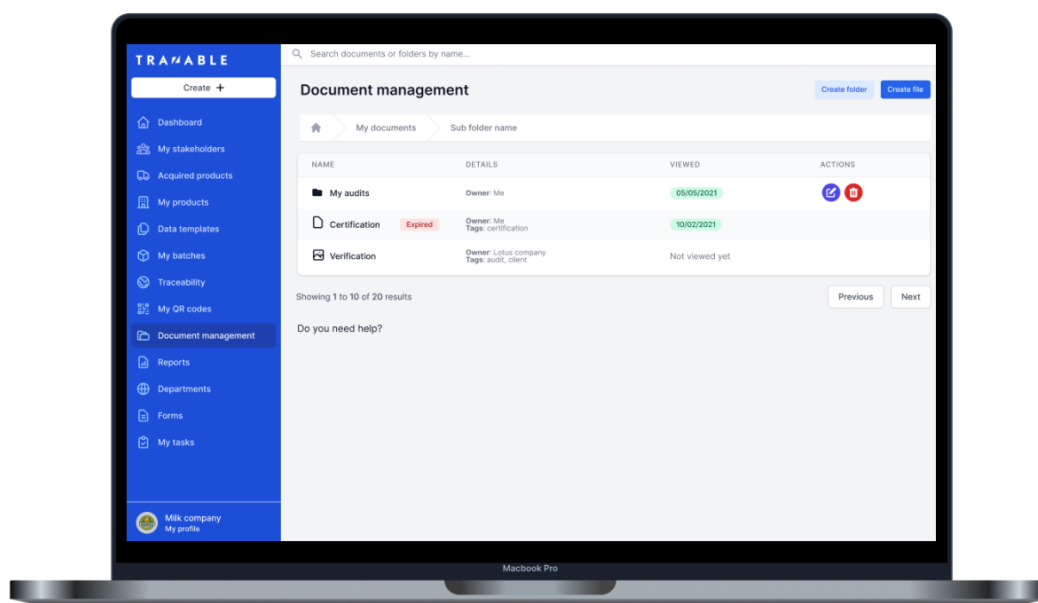 TRAZABLE
Search documents or folders by name...
Create +
Document management
Create folder
Create file
Dashboard
My documents
Sub folder name
My stakeholders
NAME
DETAILS
VIEWED
ACTIONS
Acquired products
My audits
Owner: Me
05/05/2021
My products
Certification
Expired
Owner: Me
Tags: certification
10/02/2021
Data templates
My batches
Verification
Owner: Lotus company
Tags: audit, client
Not viewed yet
Traceability
Showing 1 to 10 of 20 results
Previous
Next
My QR codes
Do you need help?
Document management
Reports
Departments
Forms
My tasks
Milk company
My profile
Macbook Pro